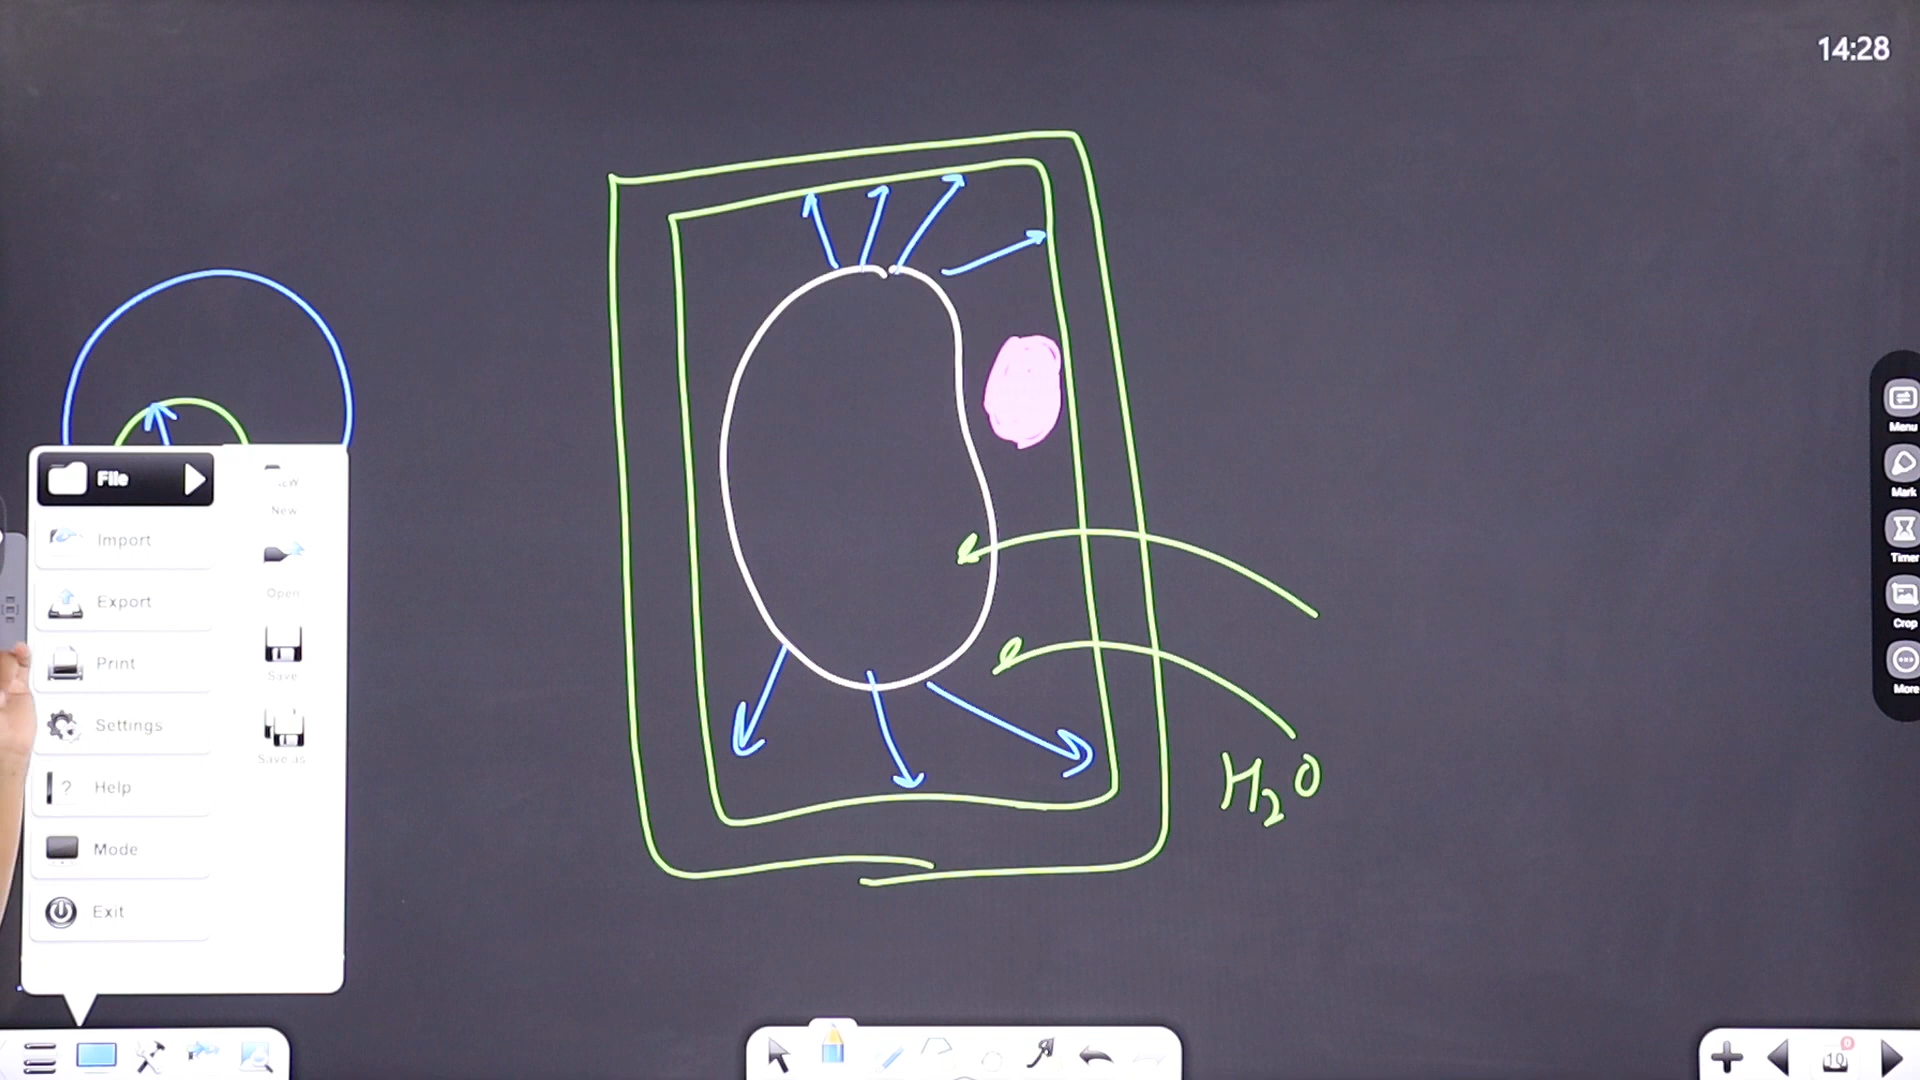 14:28
File
New
Import
Open
Export
Save
Print
Settings
Save as
Help
Mode
Exit
H₂O
Menu
Mark
Timer
Crop
More
10
0